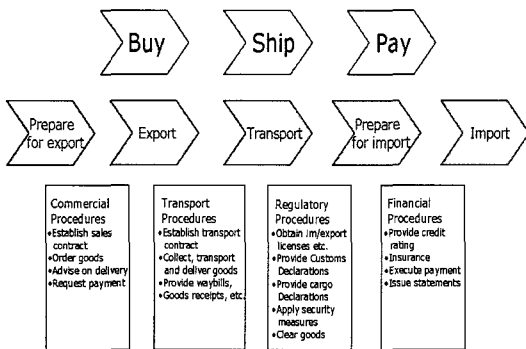 Buy
Ship
Pay
Prepare
for export
Export
Transport
Prepare
for import
Import
Commercial
Procedures
•Establish sales
contract
•Order goods
•Advise on delivery
•Request payment
Transport
Procedures
•Establish transport
contract
•Collect, transport
and deliver goods
•Provide waybills,
Goods receipts, etc.
Regulatory
Procedures
•Obtain im/export
licenses etc.
•Provide Customs
Declarations
•Provide cargo
Declarations
•Apply security
measures
•Clear goods
Financial
Procedures
•Provide credit
rating
•Insurance
•Execute payment
•Issue statements